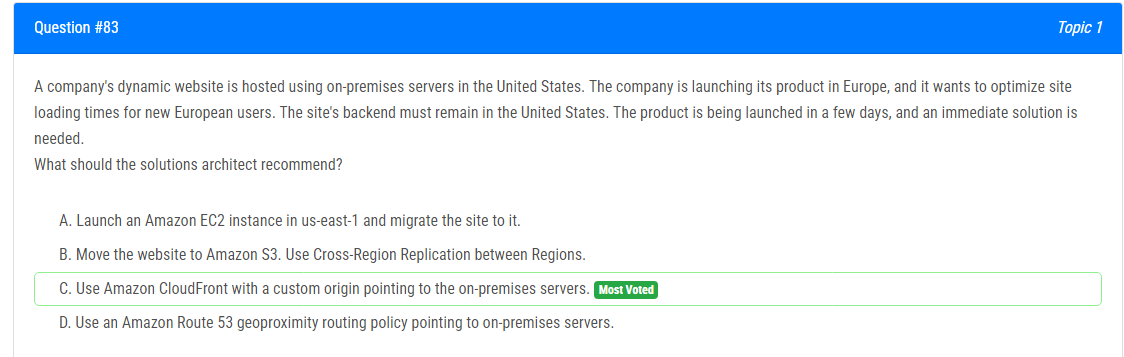 Question #83
Topic 1
A company's dynamic website is hosted using on-premises servers in the United States. The company is launching its product in Europe, and it wants to optimize site
loading times for new European users. The site's backend must remain in the United States. The product is being launched in a few days, and an immediate solution is
needed.
What should the solutions architect recommend?
A. Launch an Amazon EC2 instance in us-east-1 and migrate the site to it.
B. Move the website to Amazon S3. Use Cross-Region Replication between Regions.
C. Use Amazon CloudFront with a custom origin pointing to the on-premises servers. Most Voted
D. Use an Amazon Route 53 geoproximity routing policy pointing to on-premises servers.